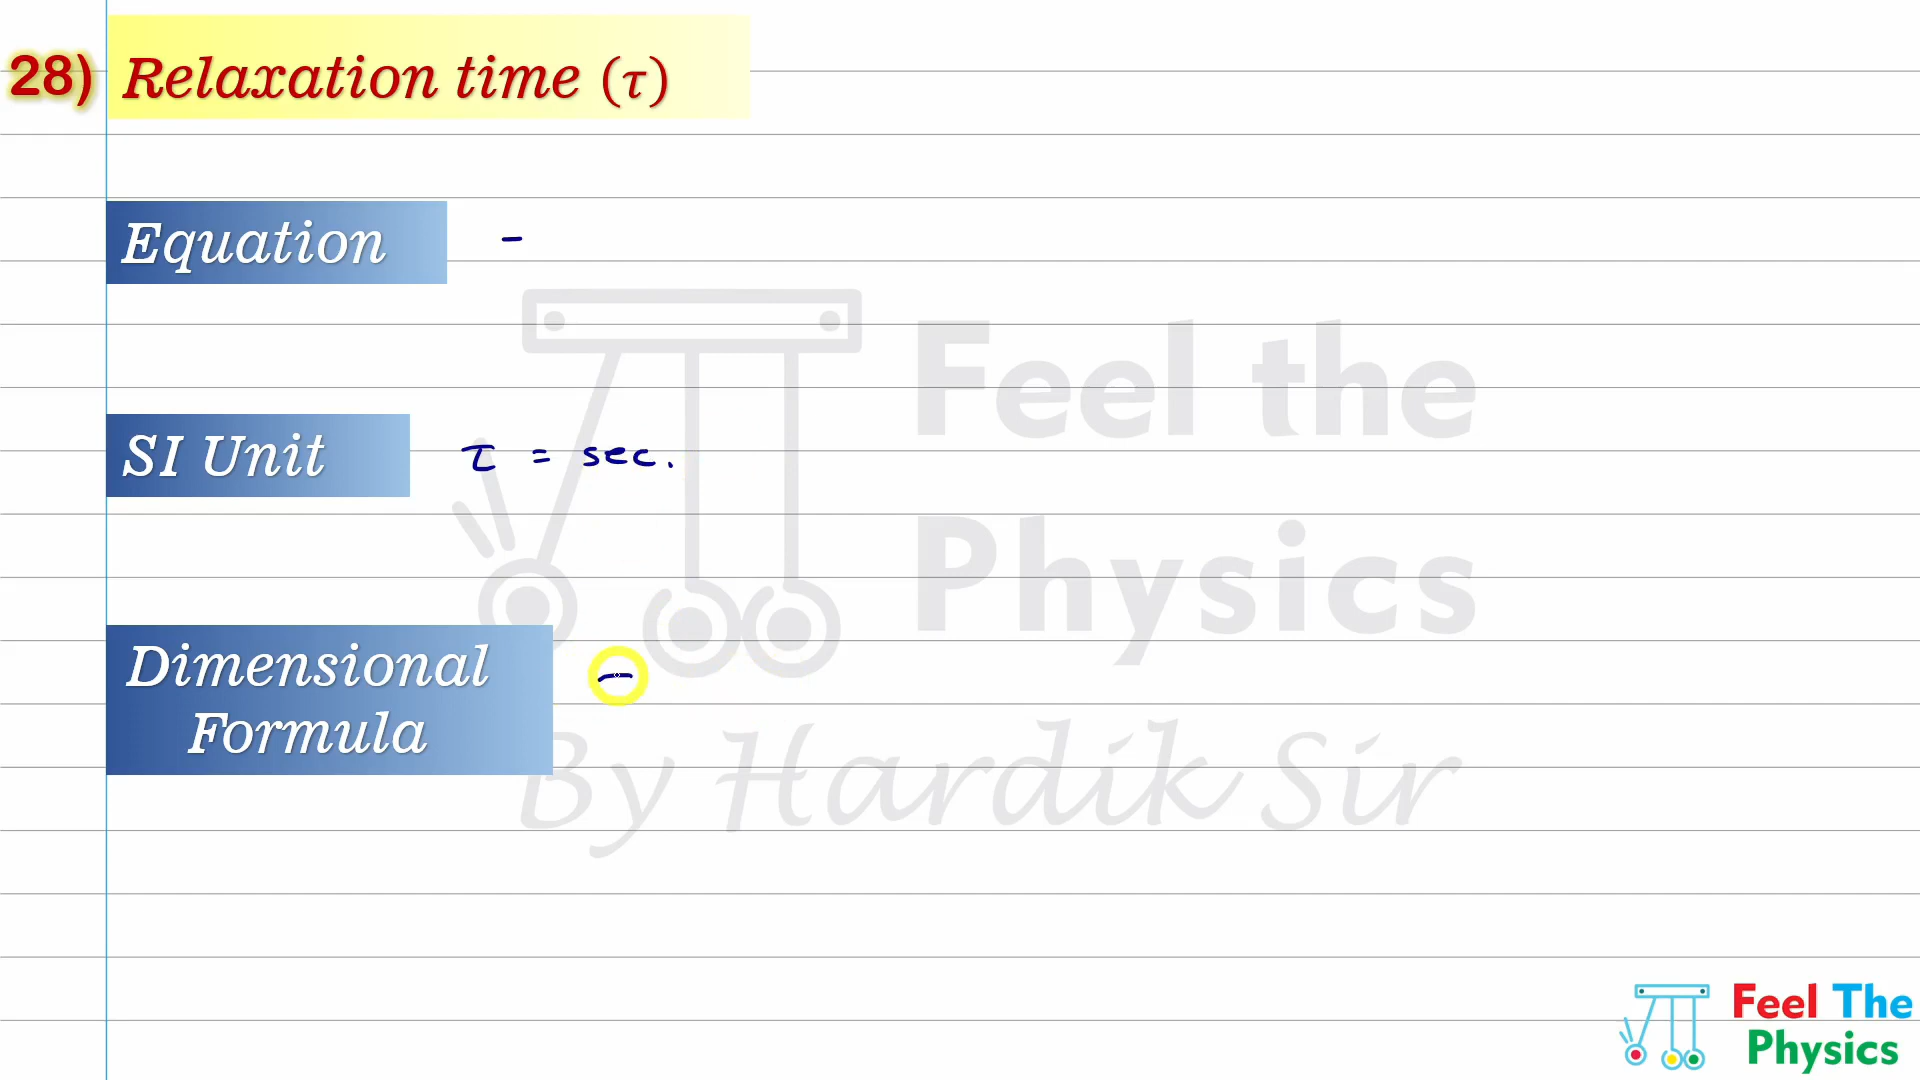 28) Relaxation time (τ)
Equation -
Feel the
SI Unit τ = sec.
Physics
Dimensional —
Formula
By Hardik Sir
Feel The
Physics